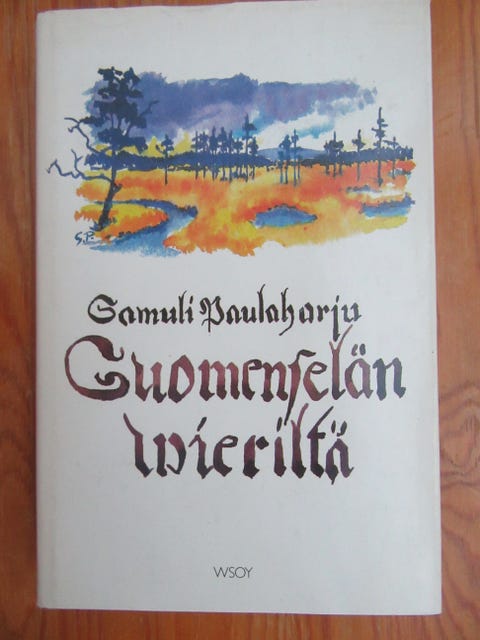 S.P.
Samuli Paulaharju
Suomenselän
wieriltä
WSOY